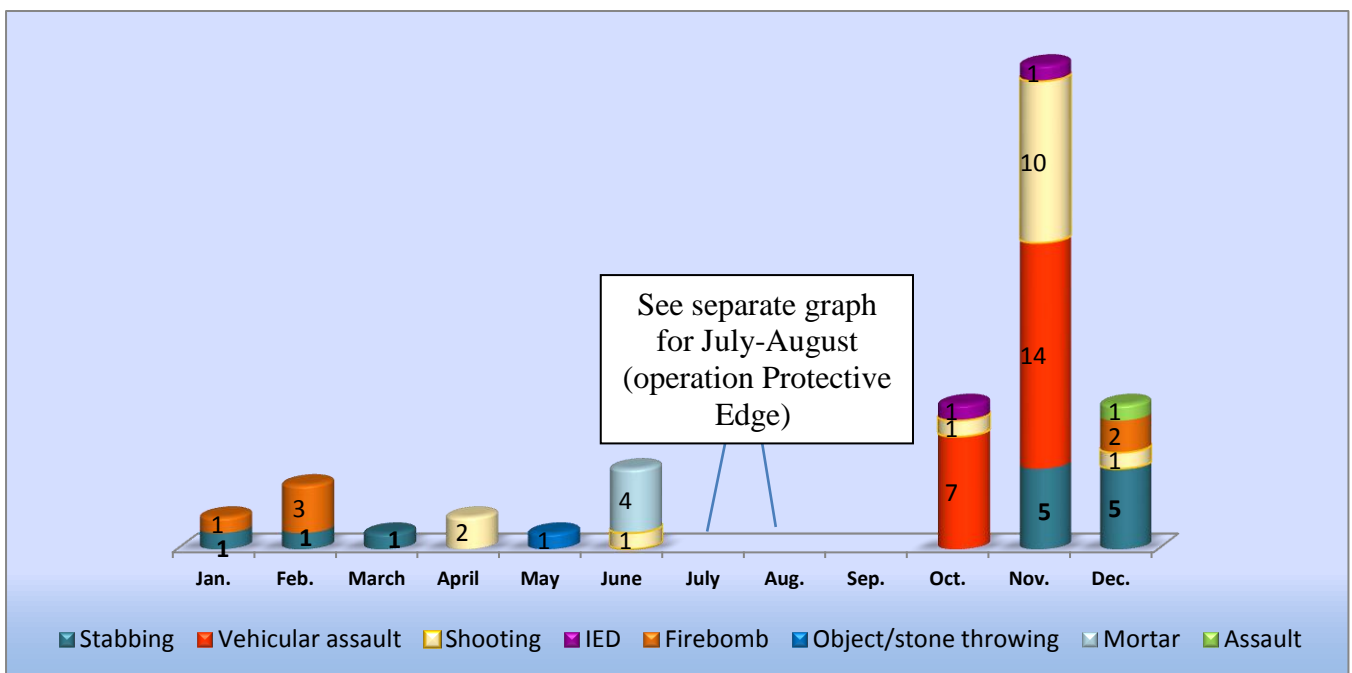 1
10
See separate graph
for July-August
(operation Protective
Edge)
14
1 1
1 2
3 4 7 1
1 2 5 5
1 1 1 1 1
Jan. Feb. March April May June July Aug. Sep. Oct. Nov. Dec.
Stabbing Vehicular assault Shooting IED Firebomb Object/stone throwing Mortar Assault